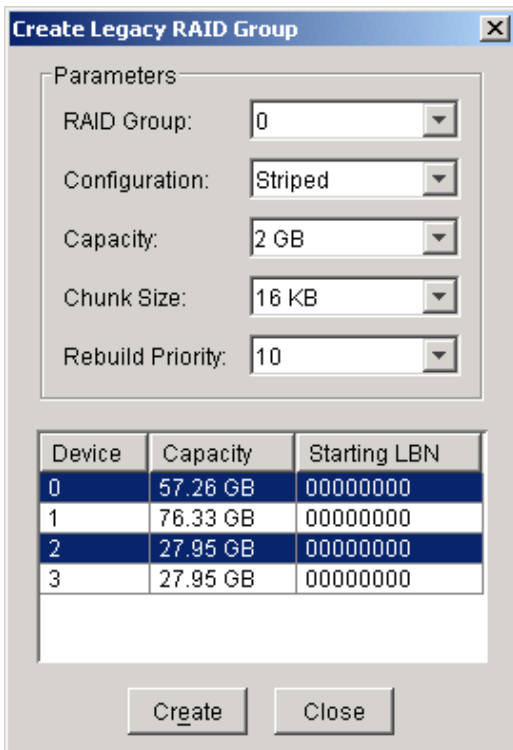 Create Legacy RAID Group
Parameters
RAID Group: 0
Configuration: Striped
Capacity: 2 GB
Chunk Size: 16 KB
Rebuild Priority: 10
Device Capacity Starting LBN
0 57.26 GB 00000000
1 76.33 GB 00000000
2 27.95 GB 00000000
3 27.95 GB 00000000
Create Close